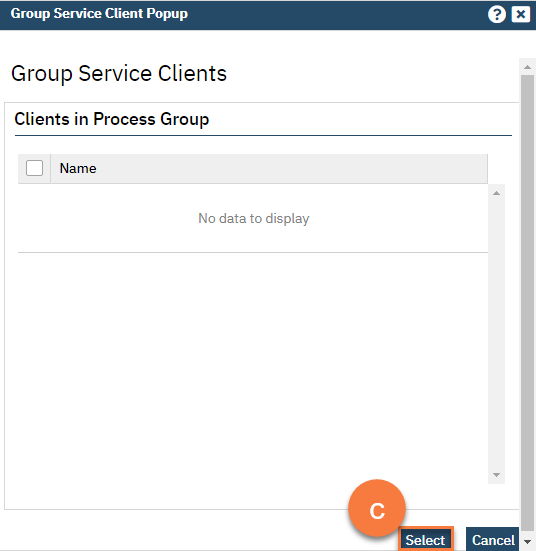 Group Service Client Popup
?
Group Service Clients
Clients in Process Group
Name
No data to display
C
Select
Cancel